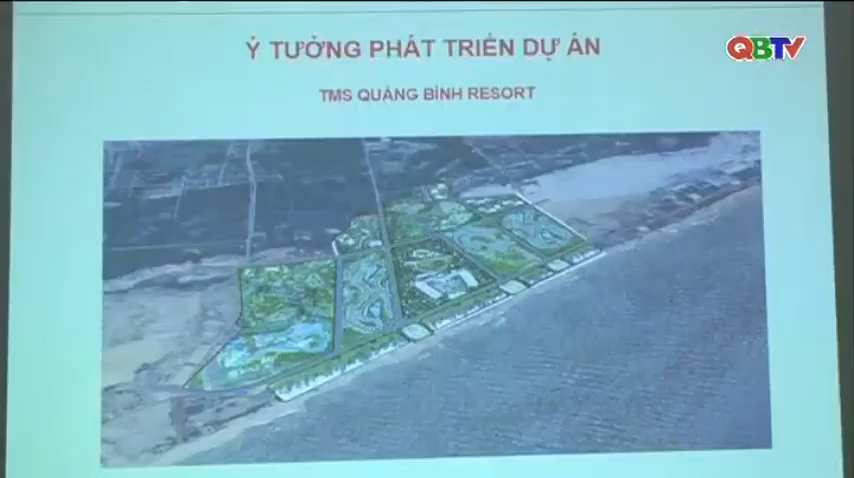 Ý TƯỞNG PHÁT TRIỂN DỰ ÁN
QBTV
TMS QUẢNG BÌNH RESORT